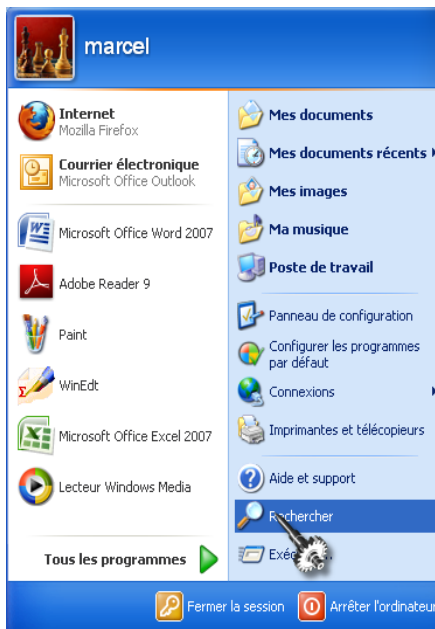 marcel
Internet
Mozilla Firefox
Courrier électronique
Microsoft Office Outlook
Microsoft Office Word 2007
Adobe Reader 9
Paint
WinEdt
Microsoft Office Excel 2007
Lecteur Windows Media
Tous les programmes
Mes documents
Mes documents récents
Mes images
Ma musique
Poste de travail
Panneau de configuration
Configurer les programmes
par défaut
Connexions
Imprimantes et télécopieurs
Aide et support
Rechercher
Fermer la session
Arrêter l'ordinateur